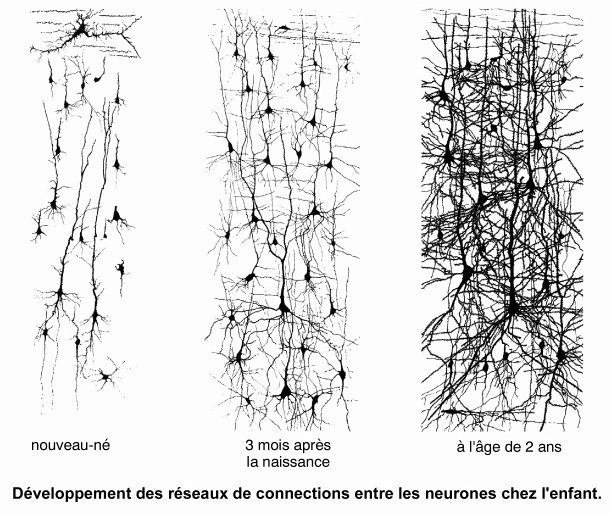 nouveau-né
3 mois après
la naissance
à l'âge de 2 ans
Développement des réseaux de connections entre les neurones chez l'enfant.